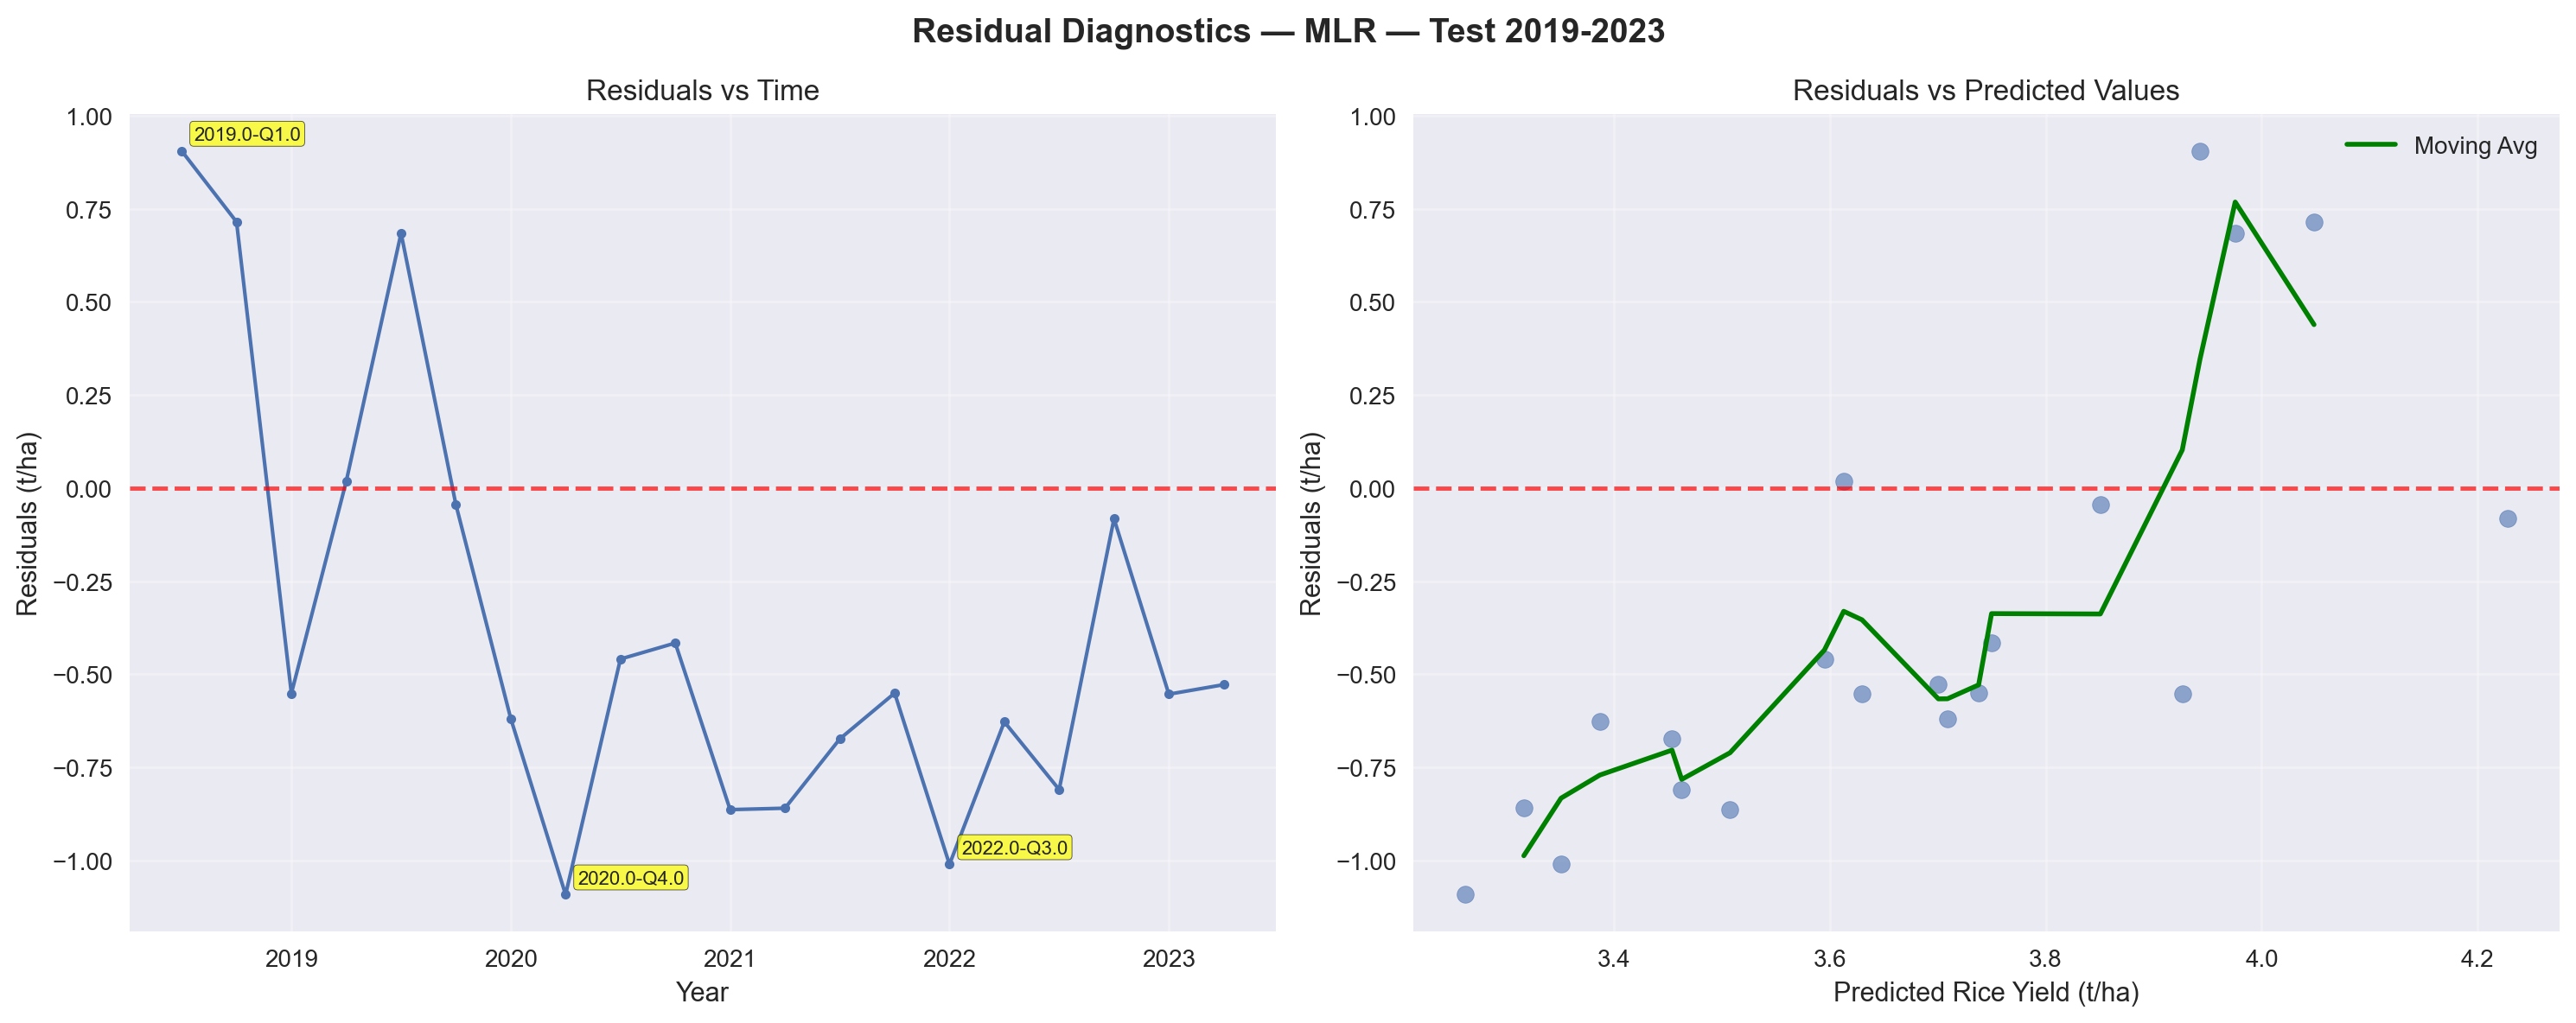 Residual Diagnostics — MLR — Test 2019-2023
Residuals vs Time
Residuals (t/ha)
1.00
0.75
0.50
0.25
0.00
−0.25
−0.50
−0.75
−1.00
2019.0-Q1.0
2020.0-Q4.0
2022.0-Q3.0
2019
2020
2021
2022
2023
Year
Residuals vs Predicted Values
Residuals (t/ha)
1.00
0.75
0.50
0.25
0.00
−0.25
−0.50
−0.75
−1.00
Moving Avg
3.4
3.6
3.8
4.0
4.2
Predicted Rice Yield (t/ha)